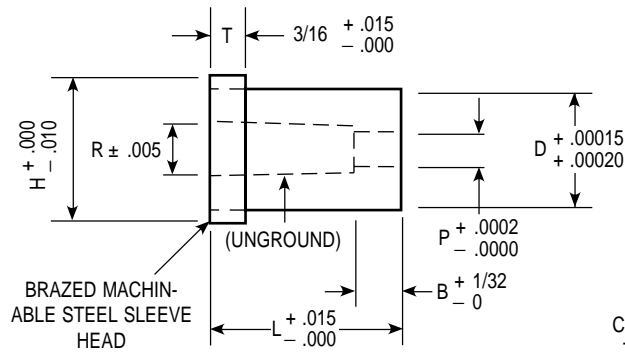 T 3/16 + .015
− .000
H + .000
− .010
R ± .005
D + .00015
+ .00020
(UNGROUND)
P + .0002
− .0000
B + 1/32
− 0
BRAZED MACHIN-
ABLE STEEL SLEEVE
HEAD
L + .015
− .000
C